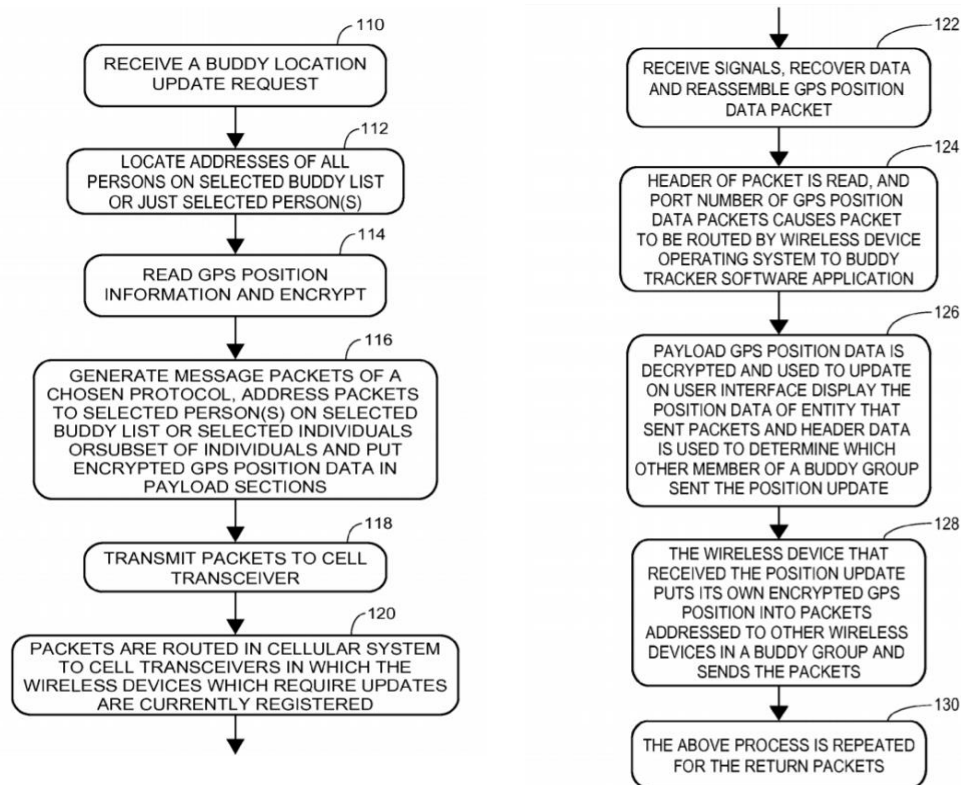 110
RECEIVE A BUDDY LOCATION
UPDATE REQUEST
112
LOCATE ADDRESSES OF ALL
PERSONS ON SELECTED BUDDY LIST
OR JUST SELECTED PERSON(S)
114
READ GPS POSITION
INFORMATION AND ENCRYPT
116
GENERATE MESSAGE PACKETS OF A
CHOSEN PROTOCOL, ADDRESS PACKETS
TO SELECTED PERSON(S) ON SELECTED
BUDDY LIST OR SELECTED INDIVIDUALS
ORSUBSET OF INDIVIDUALS AND PUT
ENCRYPTED GPS POSITION DATA IN
PAYLOAD SECTIONS
118
TRANSMIT PACKETS TO CELL
TRANSCEIVER
120
PACKETS ARE ROUTED IN CELLULAR SYSTEM
TO CELL TRANSCEIVERS IN WHICH THE
WIRELESS DEVICES WHICH REQUIRE UPDATES
ARE CURRENTLY REGISTERED
122
RECEIVE SIGNALS, RECOVER DATA
AND REASSEMBLE GPS POSITION
DATA PACKET
124
HEADER OF PACKET IS READ, AND
PORT NUMBER OF GPS POSITION
DATA PACKETS CAUSES PACKET
TO BE ROUTED BY WIRELESS DEVICE
OPERATING SYSTEM TO BUDDY
TRACKER SOFTWARE APPLICATION
126
PAYLOAD GPS POSITION DATA IS
DECRYPTED AND USED TO UPDATE
ON USER INTERFACE DISPLAY THE
POSITION DATA OF ENTITY THAT
SENT PACKETS AND HEADER DATA
IS USED TO DETERMINE WHICH
OTHER MEMBER OF A BUDDY GROUP
SENT THE POSITION UPDATE
128
THE WIRELESS DEVICE THAT
RECEIVED THE POSITION UPDATE
PUTS ITS OWN ENCRYPTED GPS
POSITION INTO PACKETS
ADDRESSED TO OTHER WIRELESS
DEVICES IN A BUDDY GROUP AND
SENDS THE PACKETS
130
THE ABOVE PROCESS IS REPEATED
FOR THE RETURN PACKETS